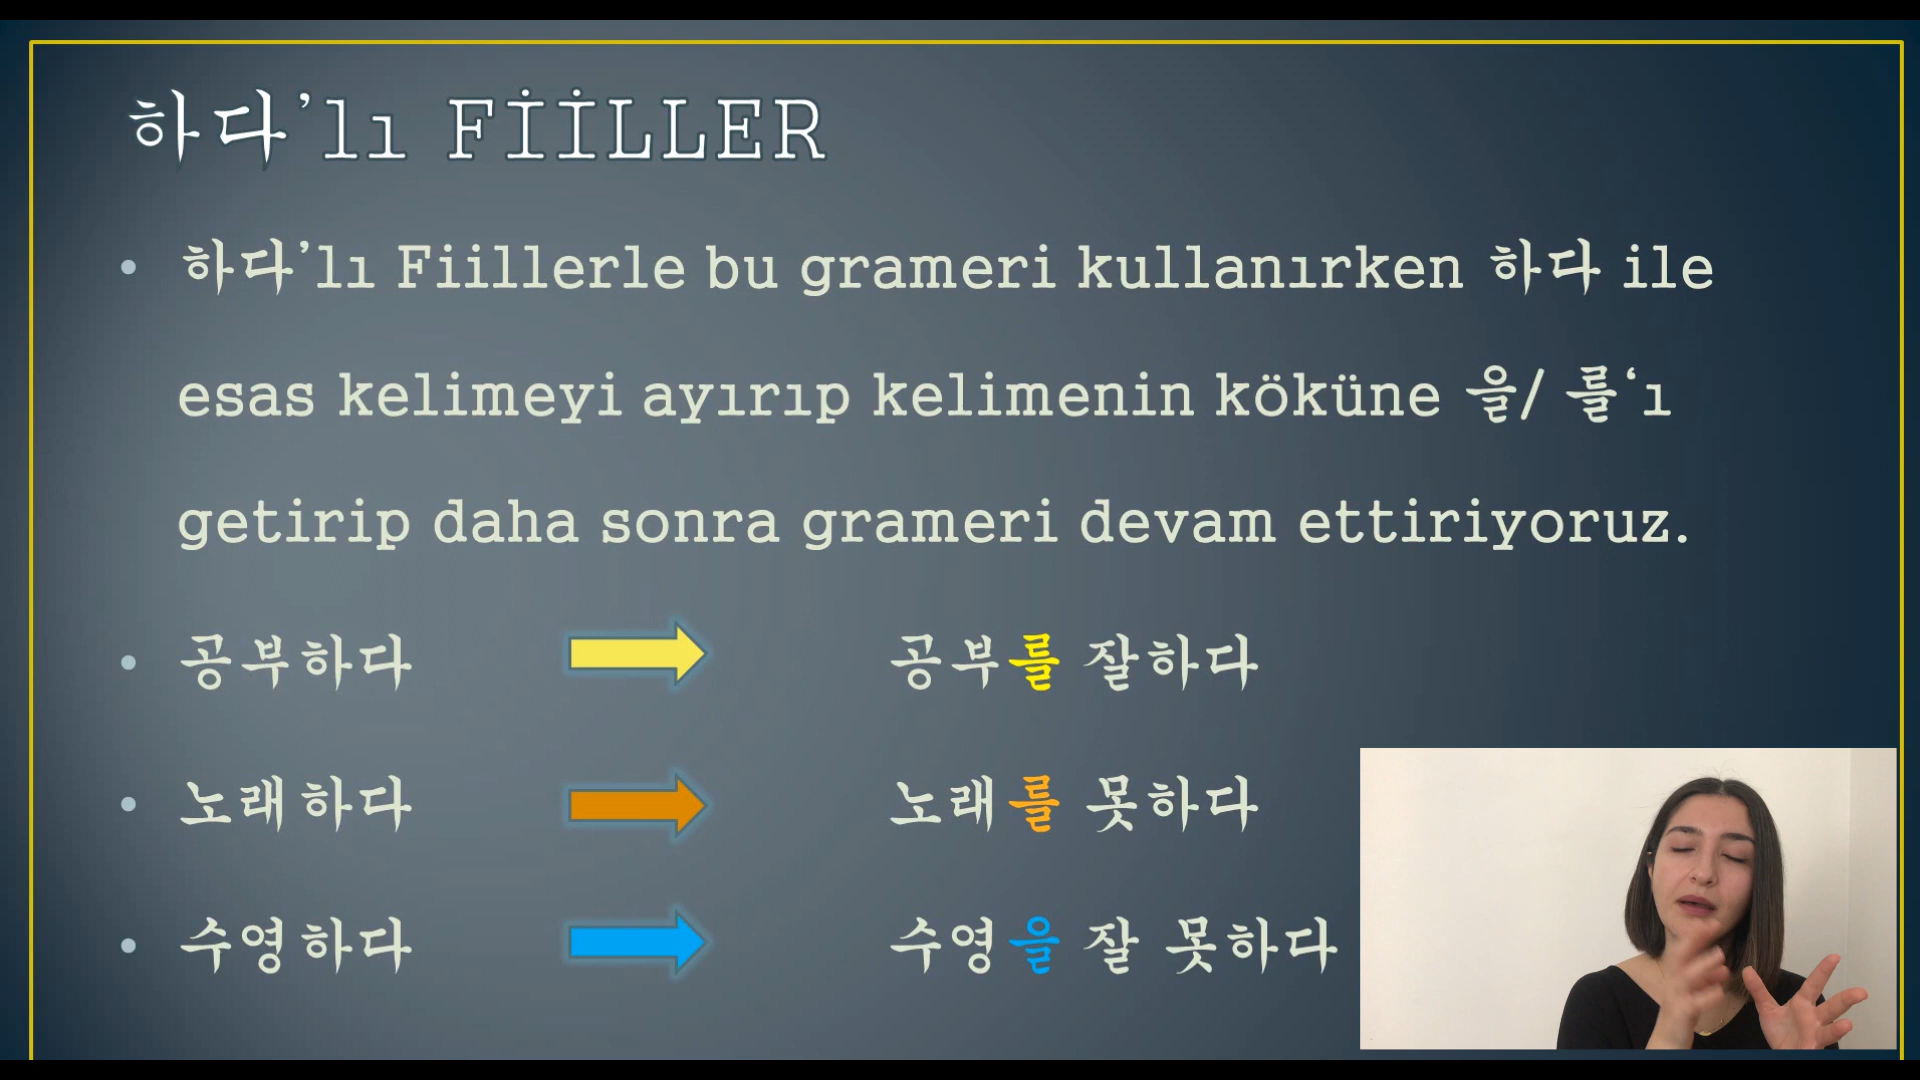 하다’lı FİİLLER
• 하다’lı Fiillerle bu grameri kullanırken 하다 ile
esas kelimeyi ayırıp kelimenin köküne 을/ 를‘ı
getirip daha sonra grameri devam ettiriyoruz.
• 공부하다 공부를 잘하다
• 노래하다 노래를 못하다
• 수영하다 수영을 잘 못하다